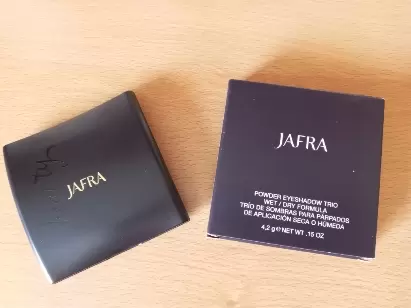 JAFRA
JAFRA
POWDER EYESHADOW TRIO
WET / DRY FORMULA
TRÍO DE SOMBRAS PARA PÁRPADOS
DE APLICACIÓN SECA O HÚMEDA
4,2 g e NET WT .15 OZ